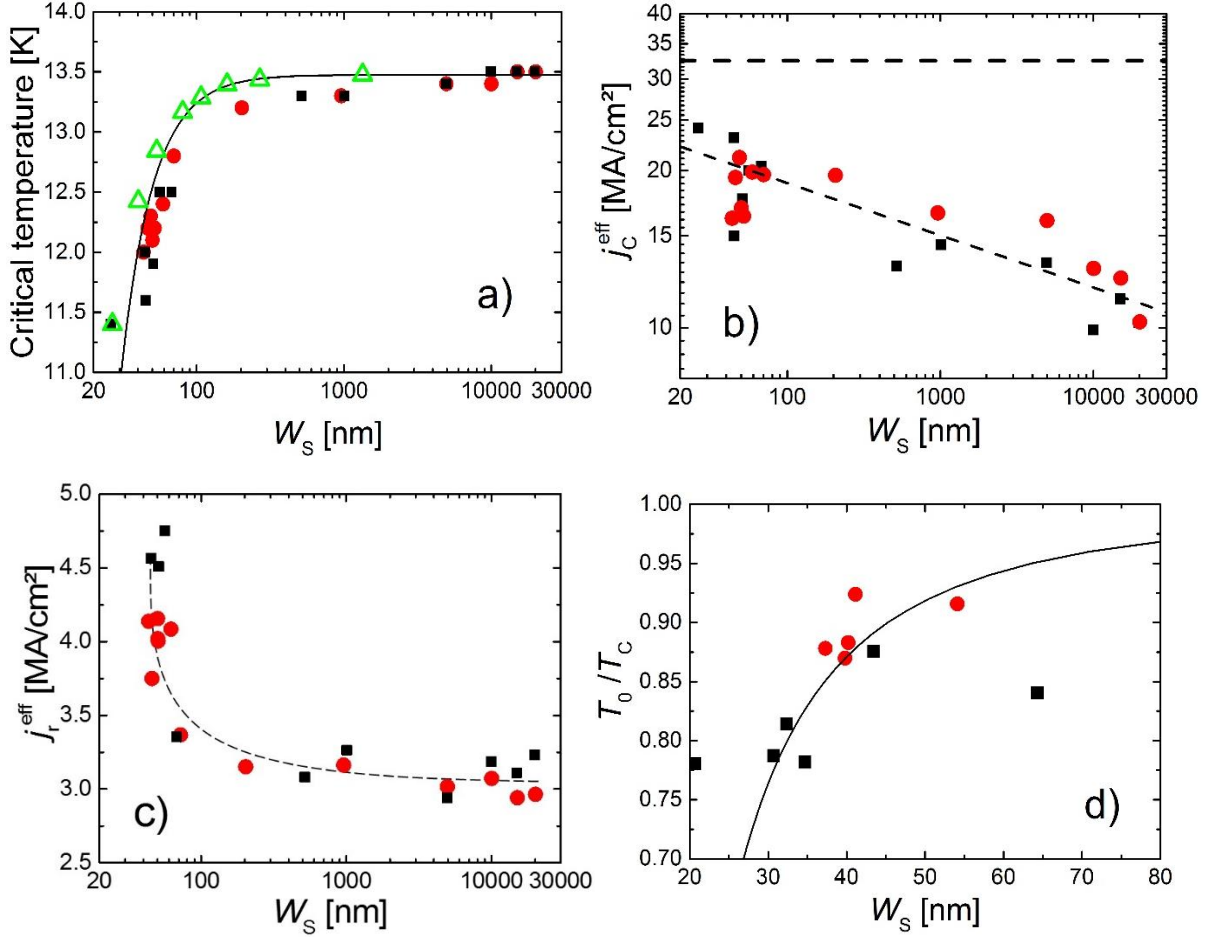 14.0
13.5
13.0
12.5
12.0
11.5
11.0
Critical temperature [K]
a)
20 100 1000 10000 30000
W_S [nm]
40
35
30
25
20
15
10
j_C^eff [MA/cm²]
b)
20 100 1000 10000 30000
W_S [nm]
5.0
4.5
4.0
3.5
3.0
2.5
j_r^eff [MA/cm²]
c)
20 100 1000 10000 30000
W_S [nm]
1.00
0.95
0.90
0.85
0.80
0.75
0.70
T_0/T_C
d)
20 30 40 50 60 70 80
W_S [nm]